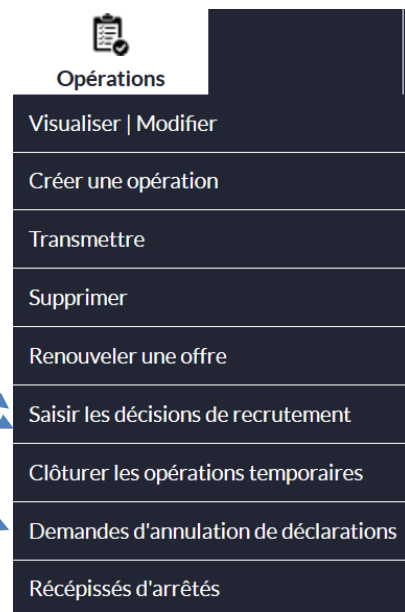 Opérations
Visualiser | Modifier
Créer une opération
Transmettre
Supprimer
Renouveler une offre
Saisir les décisions de recrutement
Clôturer les opérations temporaires
Demandes d'annulation de déclarations
Récépissés d'arrêtés